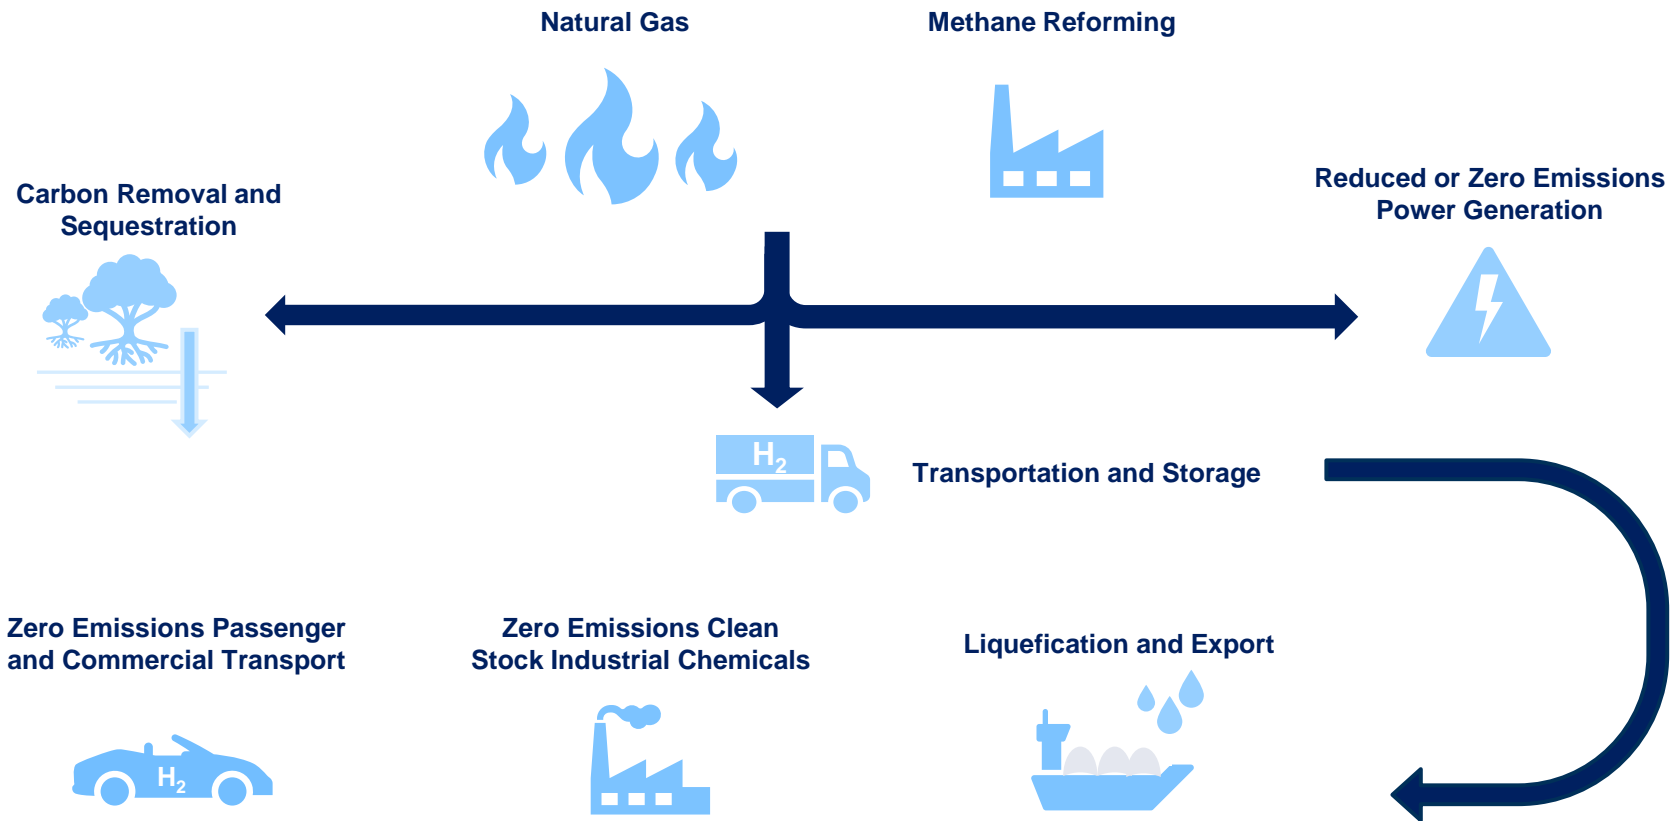 Natural Gas
Methane Reforming
Carbon Removal and
Sequestration
Reduced or Zero Emissions
Power Generation
H2
Transportation and Storage
Zero Emissions Passenger
and Commercial Transport
Zero Emissions Clean
Stock Industrial Chemicals
Liquefication and Export
H2